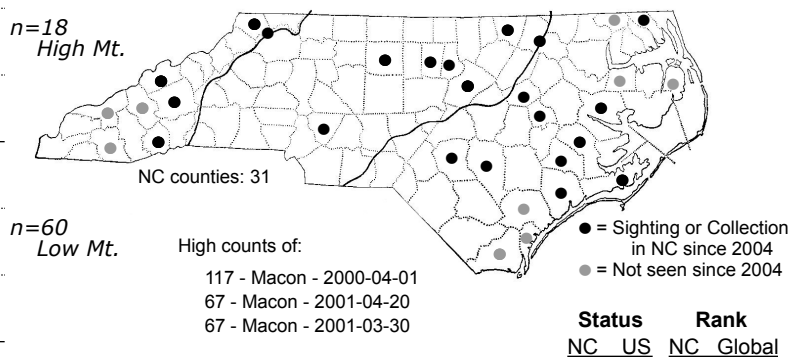 n=18
High Mt.
NC counties: 31
n=60
Low Mt.
High counts of:
117 - Macon - 2000-04-01
67 - Macon - 2001-04-20
67 - Macon - 2001-03-30
● = Sighting or Collection
in NC since 2004
● = Not seen since 2004
Status Rank
NC US NC Global